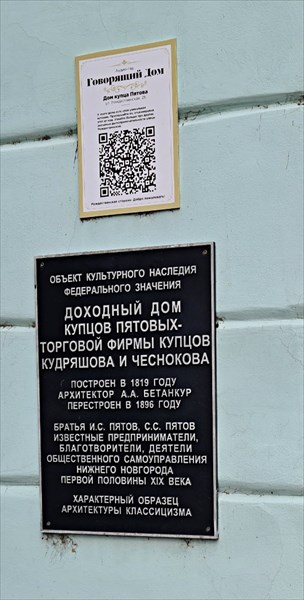 Говорящий Дом
Дом купца Пятова
ОБЪЕКТ КУЛЬТУРНОГО НАСЛЕДИЯ
ФЕДЕРАЛЬНОГО ЗНАЧЕНИЯ
ДОХОДНЫЙ ДОМ
КУПЦОВ ПЯТОВЫХ-
ТОРГОВОЙ ФИРМЫ КУПЦОВ
КУДРЯШОВА И ЧЕСНОКОВА
ПОСТРОЕН В 1819 ГОДУ
АРХИТЕКТОР А.А. БЕТАНКУР
ПЕРЕСТРОЕН В 1896 ГОДУ
БРАТЬЯ И.С. ПЯТОВ, С.С. ПЯТОВ
ИЗВЕСТНЫЕ ПРЕДПРИНИМАТЕЛИ,
БЛАГОТВОРИТЕЛИ, ДЕЯТЕЛИ
ОБЩЕСТВЕННОГО САМОУПРАВЛЕНИЯ
НИЖНЕГО НОВГОРОДА
ПЕРВОЙ ПОЛОВИНЫ XIX ВЕКА
ХАРАКТЕРНЫЙ ОБРАЗЕЦ
АРХИТЕКТУРЫ КЛАССИЦИЗМА